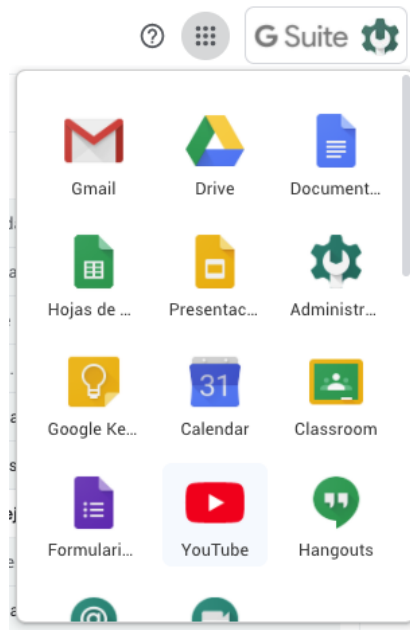 G Suite
Gmail
Drive
Document...
Hojas de ...
Presentac...
Administr...
Google Ke...
31
Calendar
Classroom
Formulari...
YouTube
Hangouts